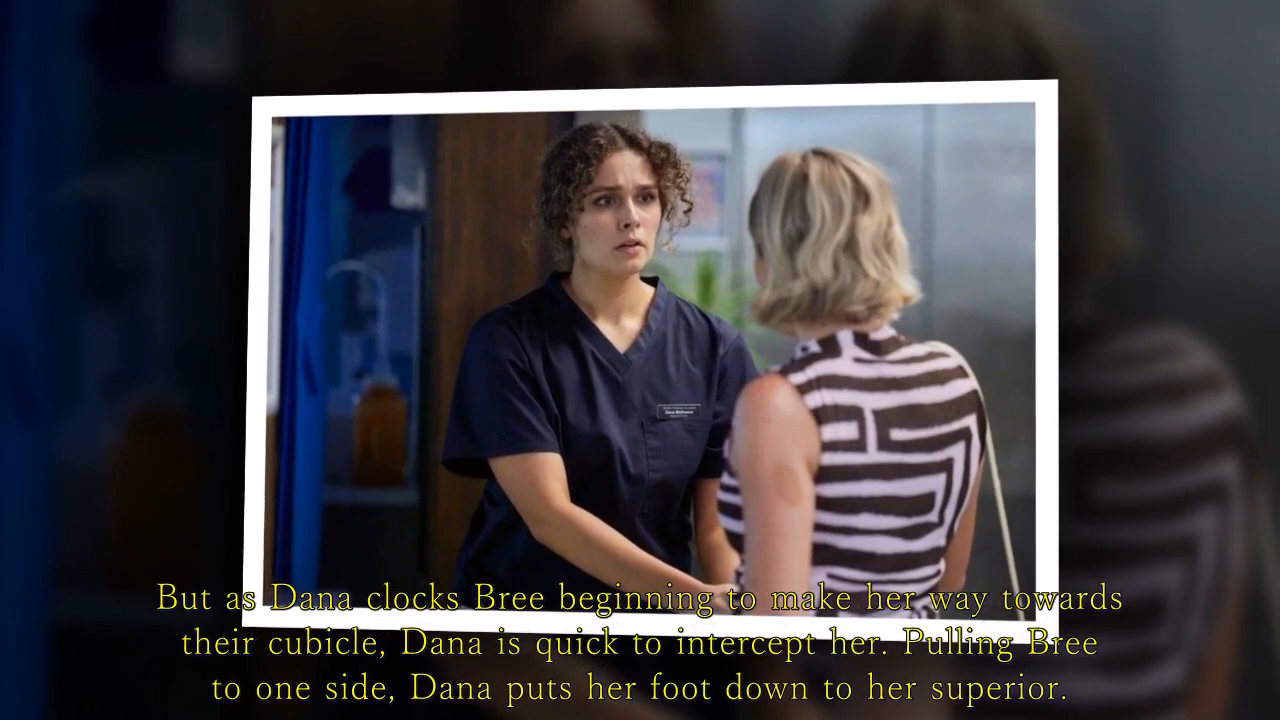 But as Dana clocks Bree beginning to make her way towards
their cubicle, Dana is quick to intercept her. Pulling Bree
to one side, Dana puts her foot down to her superior.